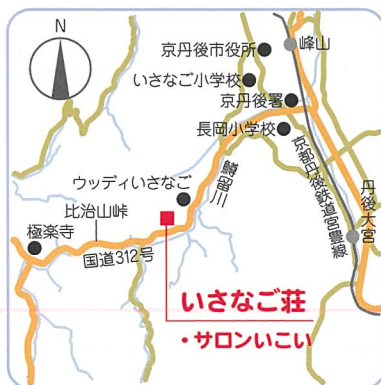 N
京丹後市役所
峰山
いさなご小学校
京丹後署
長岡小学校
京都丹後鉄道宮豊線
丹後大宮
鱒留川
ウッディいさなご
比治山峠
極楽寺
国道312号
いさなご荘
・サロンいこい